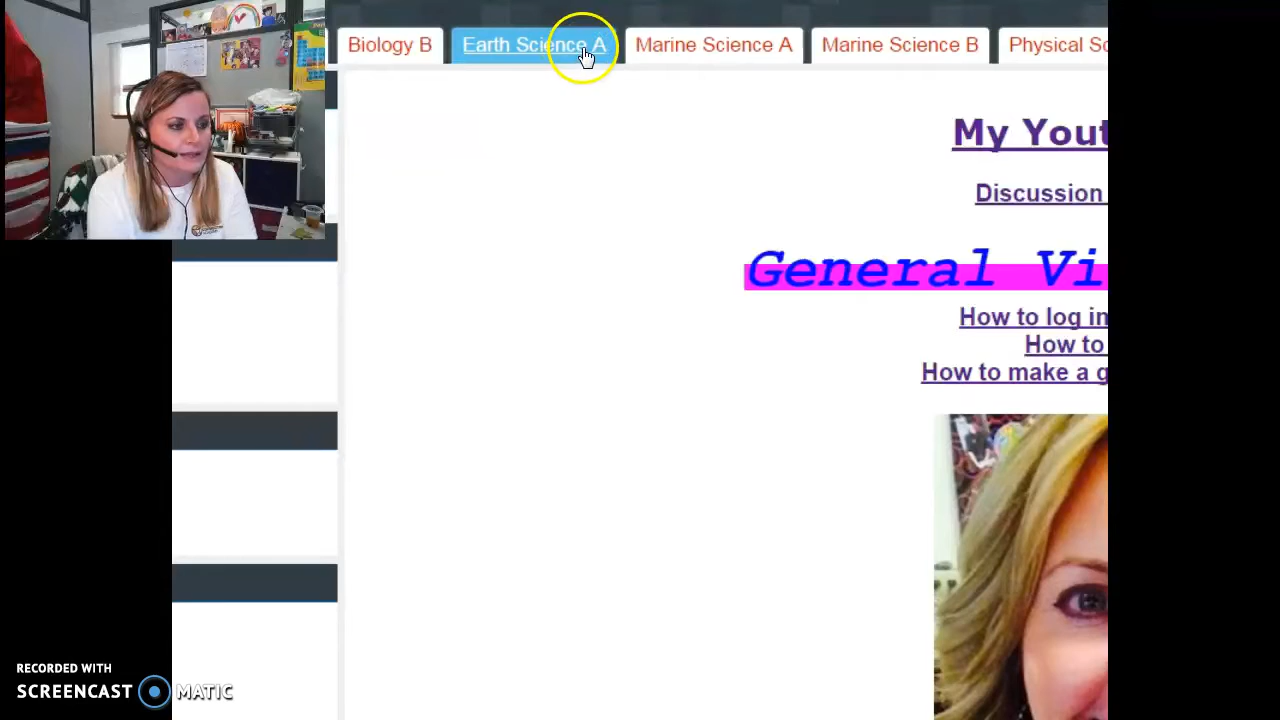 Biology B
Earth Science A
Marine Science A
Marine Science B
Physical Sc
My Yout
Discussion
General Vi
How to log in
How to
How to make a g
RECORDED WITH
SCREENCAST MATIC